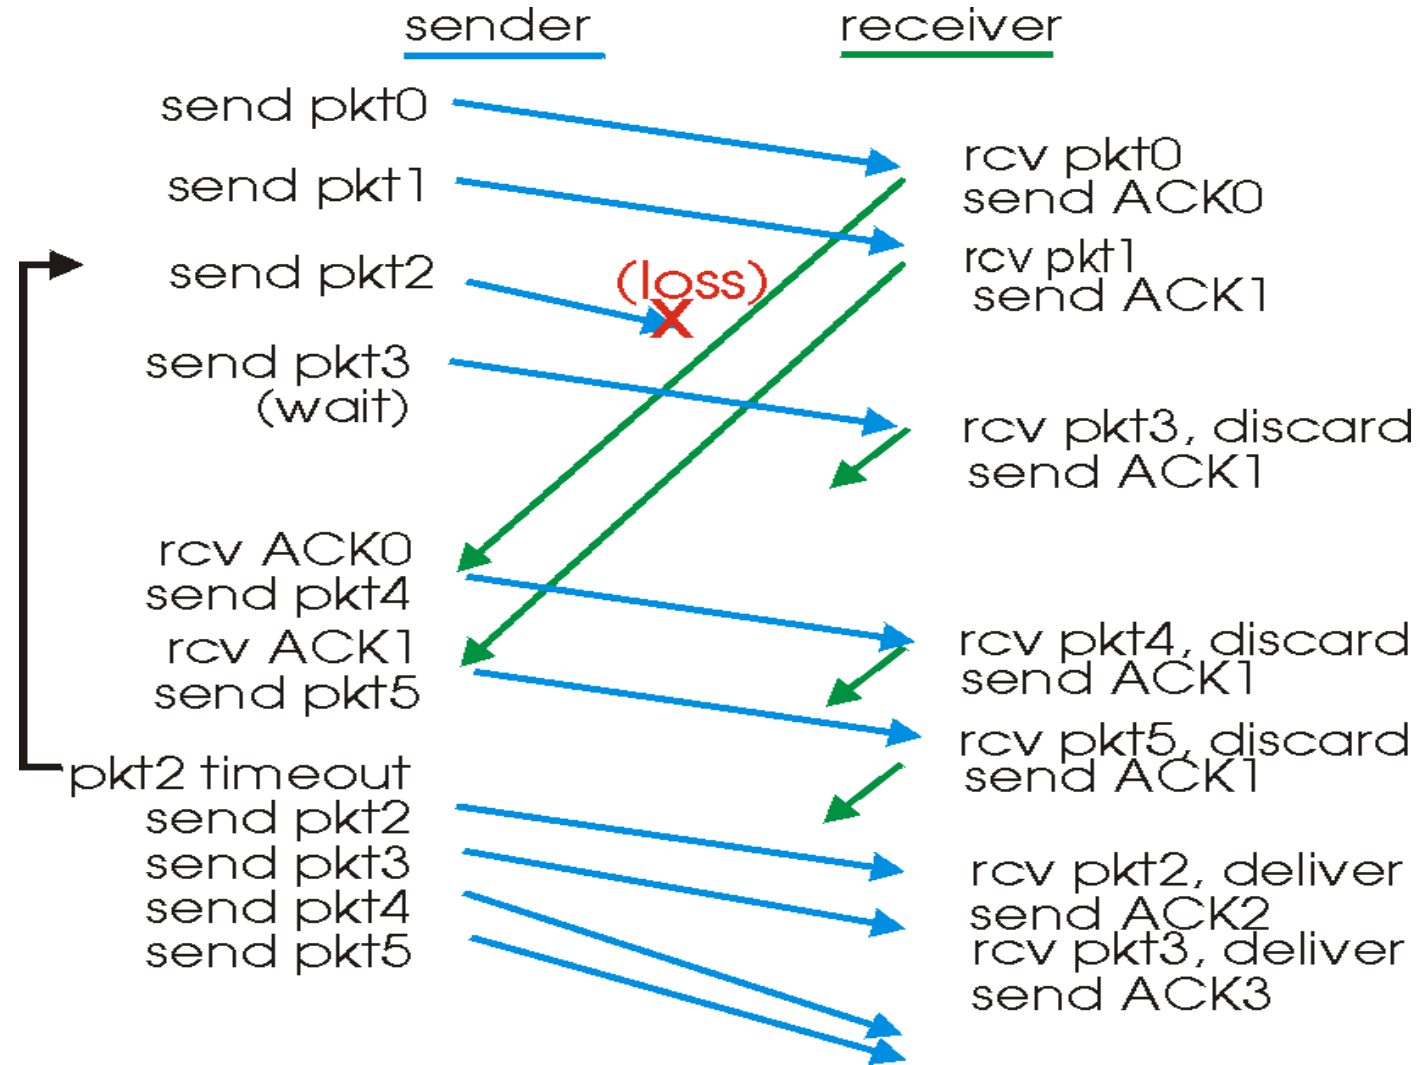 sender
receiver
send pkt0
send pkt1
send pkt2
(loss)
X
send pkt3
(wait)
rcv ACK0
send pkt4
rcv ACK1
send pkt5
pkt2 timeout
send pkt2
send pkt3
send pkt4
send pkt5
rcv pkt0
send ACK0
rcv pkt1
send ACK1
rcv pkt3, discard
send ACK1
rcv pkt4, discard
send ACK1
rcv pkt5, discard
send ACK1
rcv pkt2, deliver
send ACK2
rcv pkt3, deliver
send ACK3